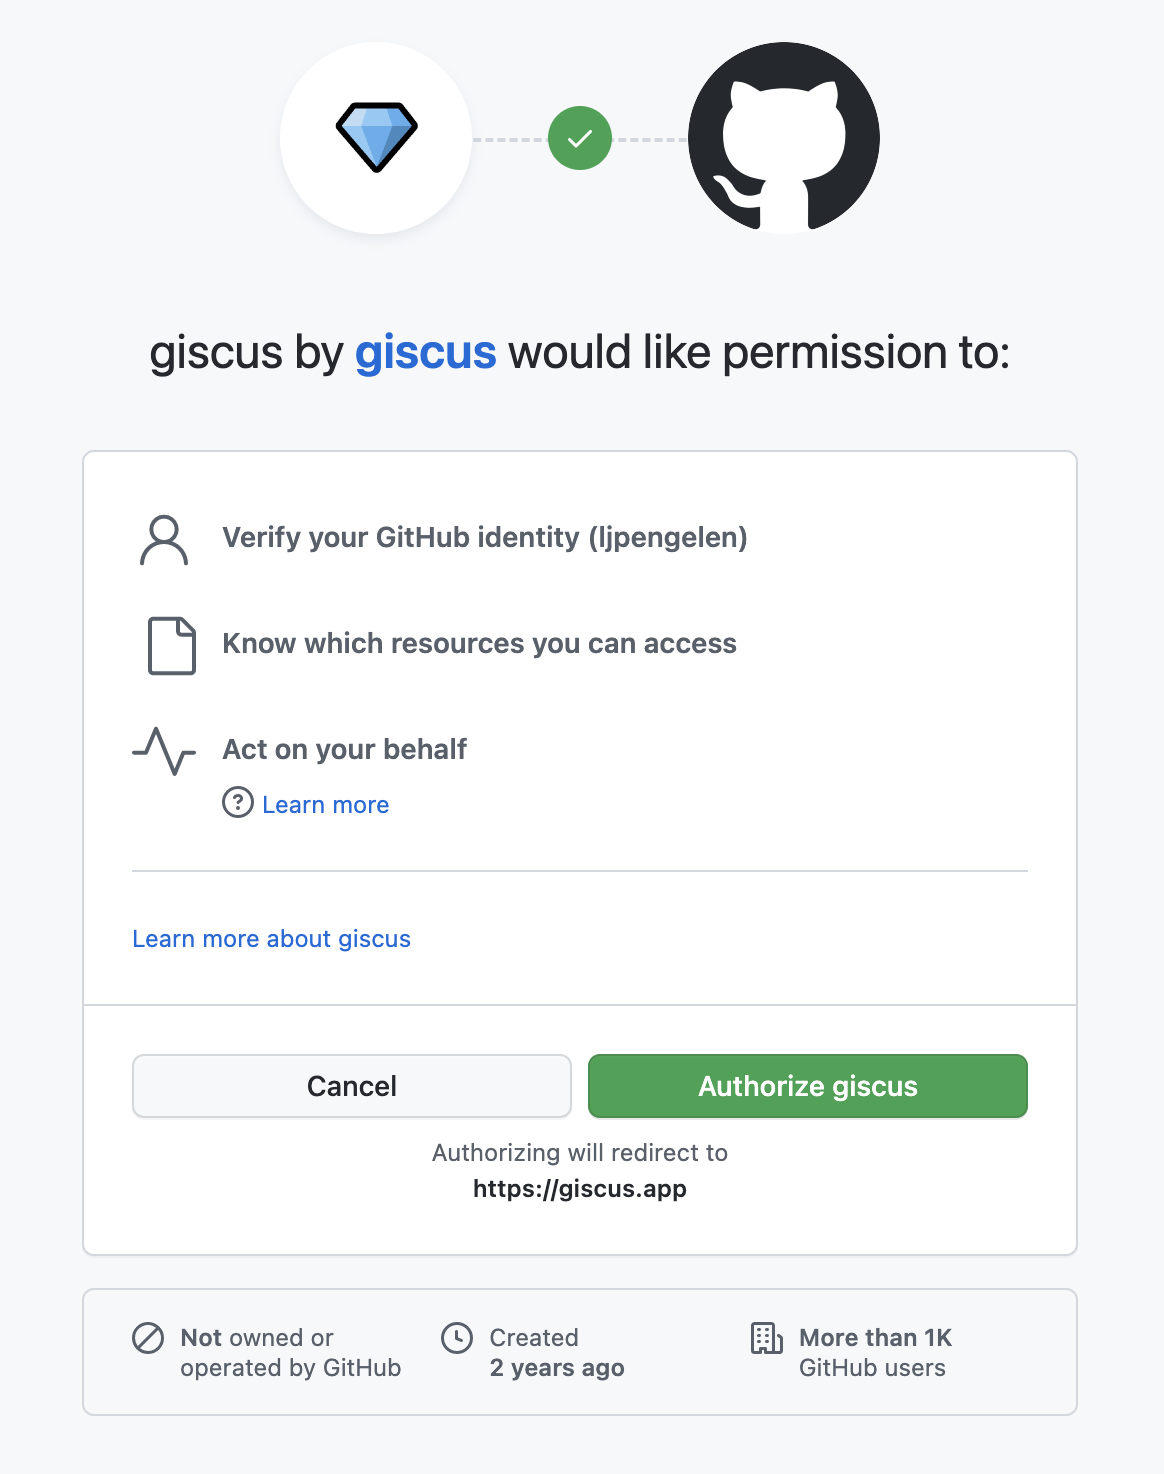 giscus by giscus would like permission to:
Verify your GitHub identity (ljpengelen)
Know which resources you can access
Act on your behalf
? Learn more
Learn more about giscus
Cancel
Authorize giscus
Authorizing will redirect to
https://giscus.app
Not owned or
operated by GitHub
Created
2 years ago
More than 1K
GitHub users